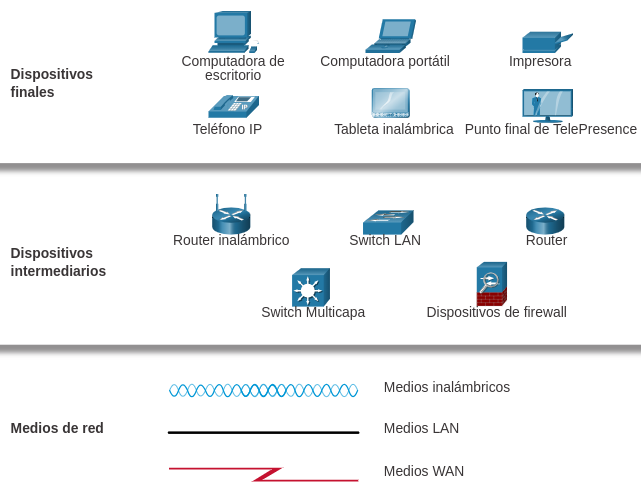 Dispositivos
finales
Computadora de
escritorio
Computadora portátil
Impresora
Teléfono IP
Tableta inalámbrica
Punto final de TelePresence
Dispositivos
intermediarios
Router inalámbrico
Switch LAN
Router
Switch Multicapa
Dispositivos de firewall
Medios de red
Medios inalámbricos
Medios LAN
Medios WAN